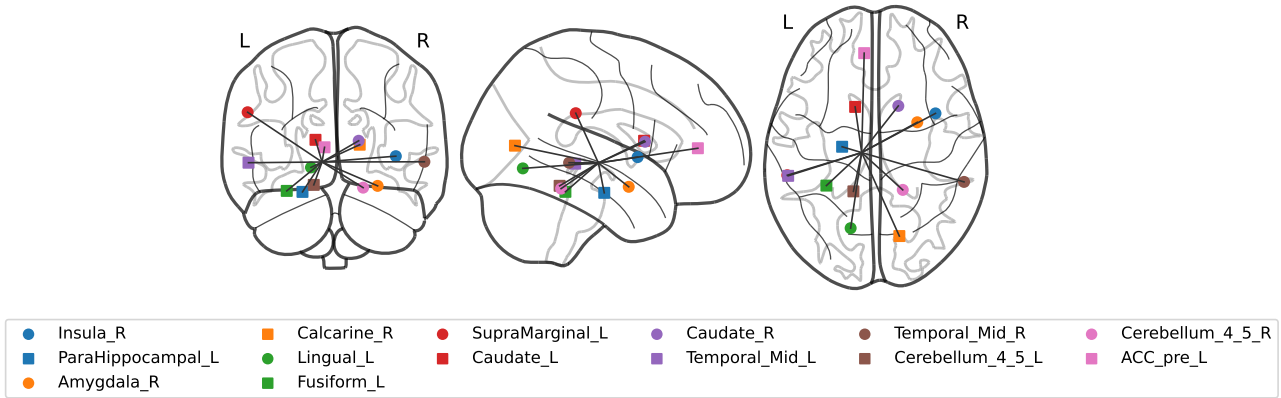 L R L R
Insula_R Calcarine_R SupraMarginal_L Caudate_R Temporal_Mid_R Cerebellum_4_5_R
ParaHippocampal_L Lingual_L Caudate_L Temporal_Mid_L Cerebellum_4_5_L ACC_pre_L
Amygdala_R Fusiform_L